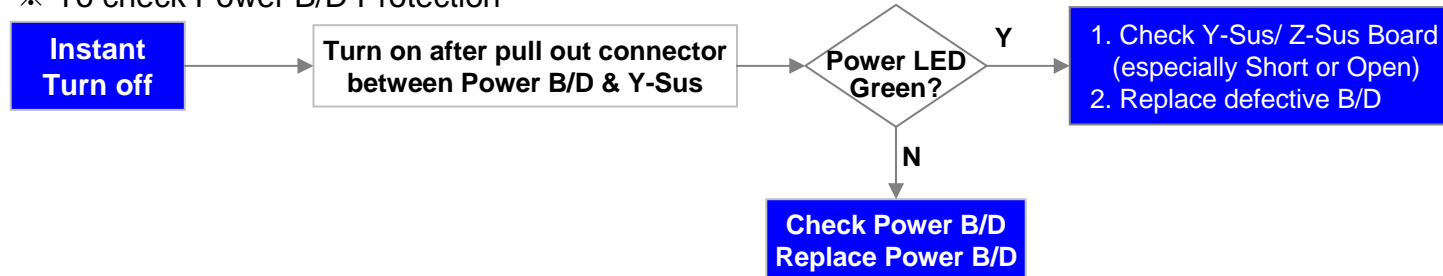 ※ To check Power B/D Protection
Instant
Turn off
Turn on after pull out connector
between Power B/D & Y-Sus
Power LED
Green?
Y
1. Check Y-Sus/ Z-Sus Board
(especially Short or Open)
2. Replace defective B/D
N
Check Power B/D
Replace Power B/D